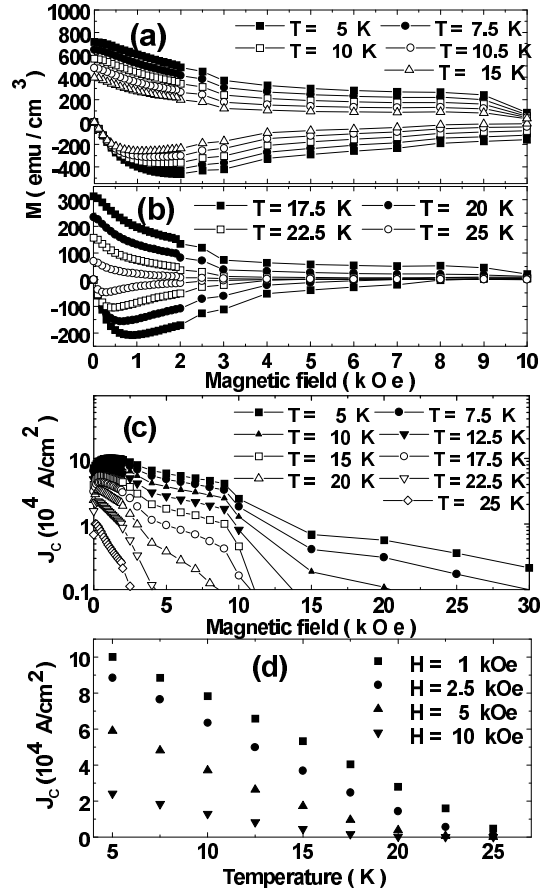 1000
800
600
400
200
0
-200
-400
(a)
T = 5 K
T = 7.5 K
T = 10 K
T = 10.5 K
T = 15 K
M ( emu / cm³
300
200
100
0
-100
-200
(b)
T = 17.5 K
T = 20 K
T = 22.5 K
T = 25 K
0 1 2 3 4 5 6 7 8 9 10
Magnetic field ( k O e )
(c)
T = 5 K
T = 7.5 K
T = 10 K
T = 12.5 K
T = 15 K
T = 17.5 K
T = 20 K
T = 22.5 K
T = 25 K
10
1
0.1
J_C (10⁴ A/cm²)
0 5 10 15 20 25 30
Magnetic field ( k O e )
(d)
H = 1 kOe
H = 2.5 kOe
H = 5 kOe
H = 10 kOe
10
8
6
4
2
0
J_C (10⁴ A/cm²)
5 10 15 20 25
Temperature ( K )